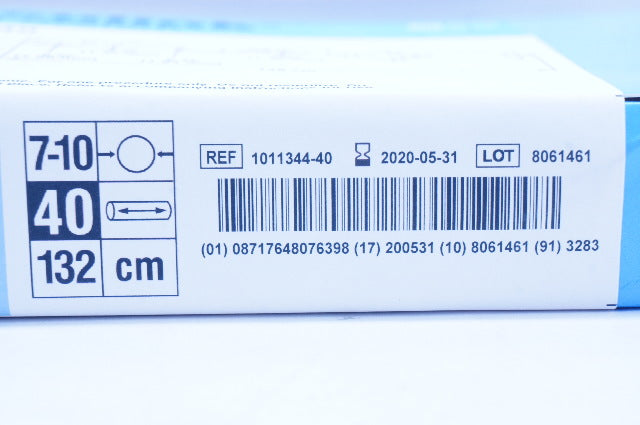 7-10
40
132 cm
REF 1011344-40 2020-05-31 LOT 8061461
(01) 08717648076398 (17) 200531 (10) 8061461 (91) 3283